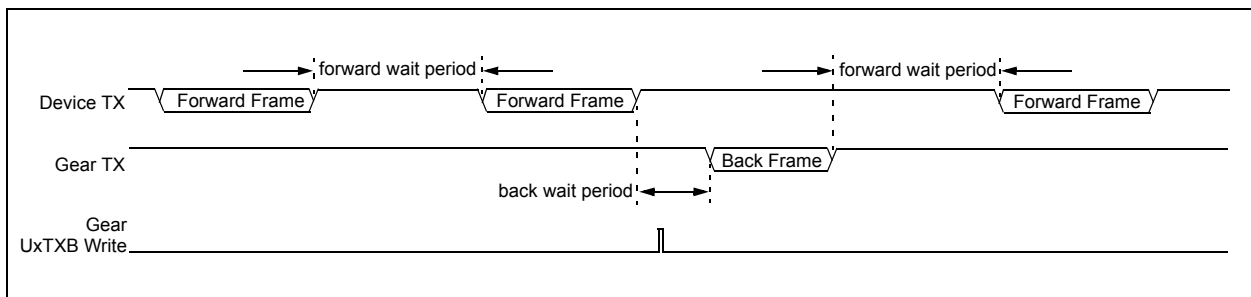 forward wait period
forward wait period
Device TX
Forward Frame
Forward Frame
Forward Frame
Gear TX
Back Frame
back wait period
Gear
UxTXB Write